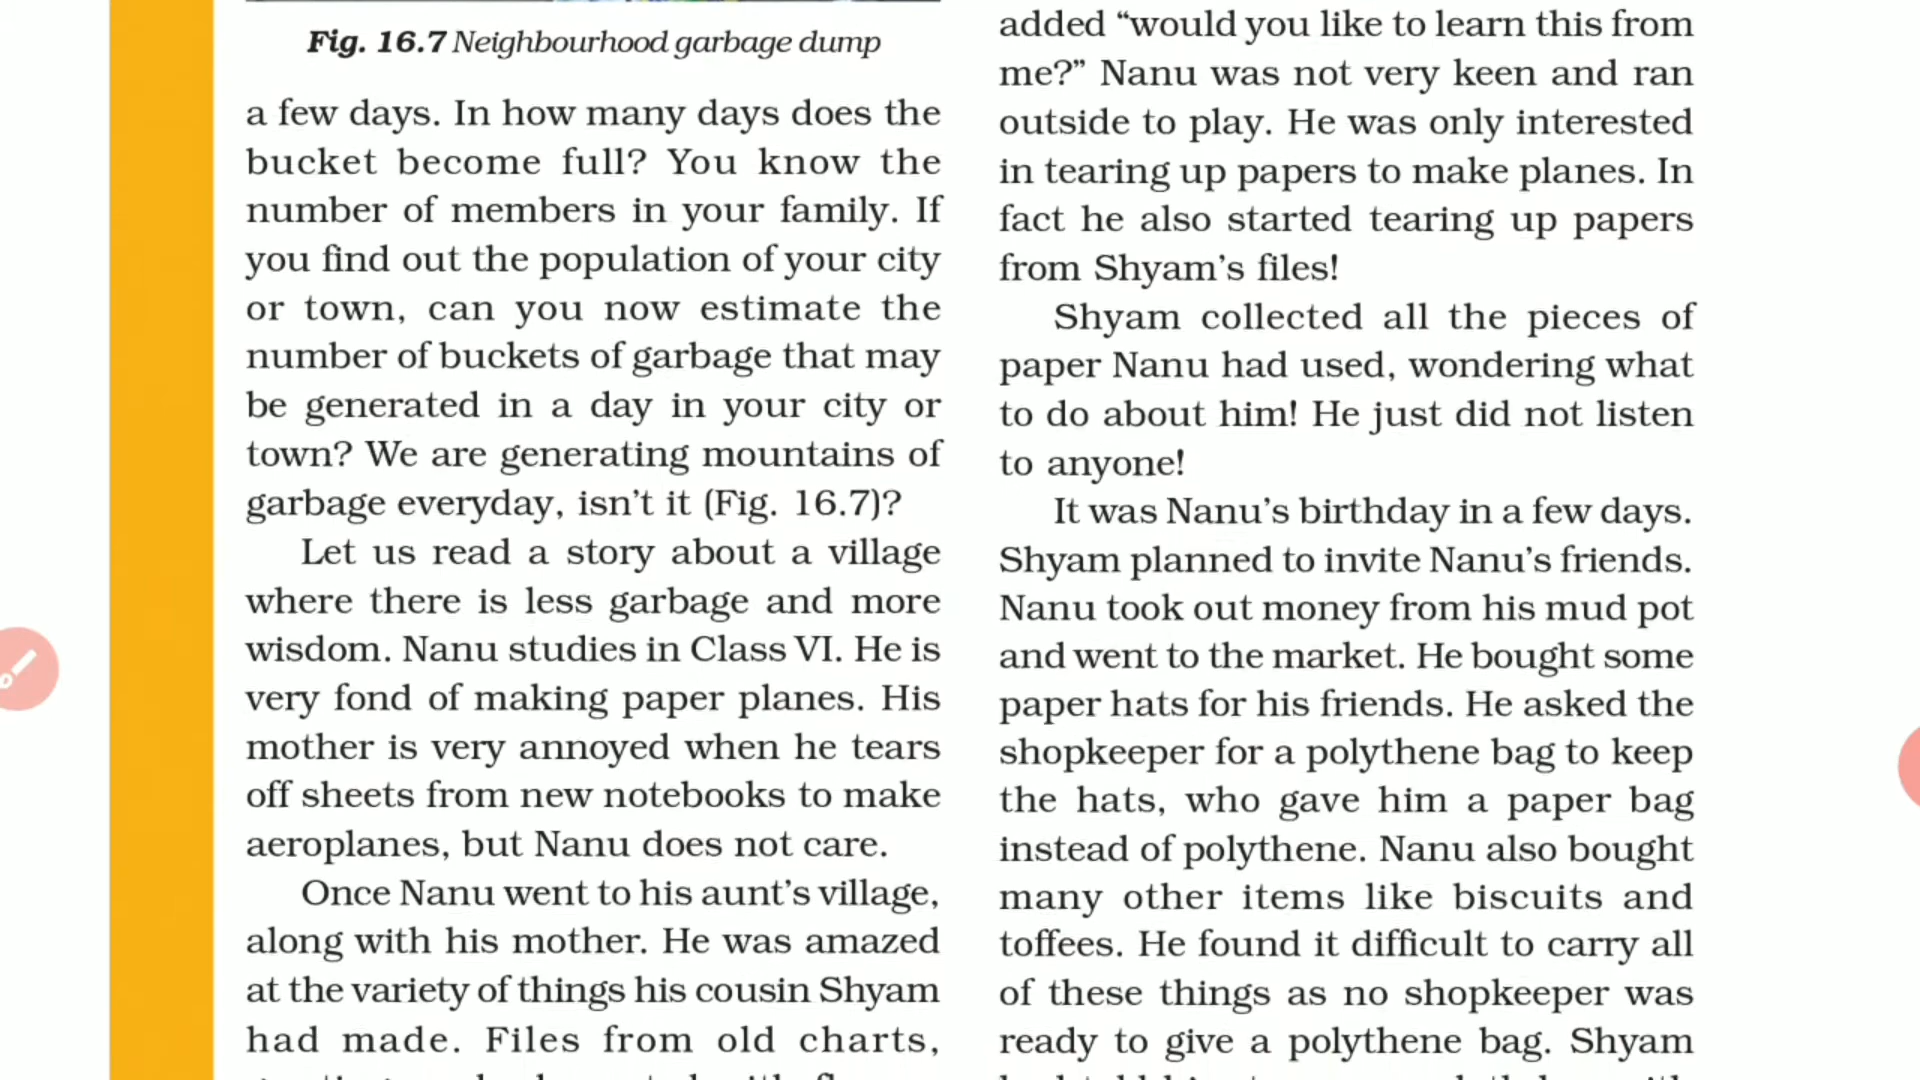 Fig. 16.7 Neighbourhood garbage dump
a few days. In how many days does the
bucket become full? You know the
number of members in your family. If
you find out the population of your city
or town, can you now estimate the
number of buckets of garbage that may
be generated in a day in your city or
town? We are generating mountains of
garbage everyday, isn't it (Fig. 16.7)?
Let us read a story about a village
where there is less garbage and more
wisdom. Nanu studies in Class VI. He is
very fond of making paper planes. His
mother is very annoyed when he tears
off sheets from new notebooks to make
aeroplanes, but Nanu does not care.
Once Nanu went to his aunt's village,
along with his mother. He was amazed
at the variety of things his cousin Shyam
had made. Files from old charts,
added “would you like to learn this from
me?” Nanu was not very keen and ran
outside to play. He was only interested
in tearing up papers to make planes. In
fact he also started tearing up papers
from Shyam's files!
Shyam collected all the pieces of
paper Nanu had used, wondering what
to do about him! He just did not listen
to anyone!
It was Nanu's birthday in a few days.
Shyam planned to invite Nanu's friends.
Nanu took out money from his mud pot
and went to the market. He bought some
paper hats for his friends. He asked the
shopkeeper for a polythene bag to keep
the hats, who gave him a paper bag
instead of polythene. Nanu also bought
many other items like biscuits and
toffees. He found it difficult to carry all
of these things as no shopkeeper was
ready to give a polythene bag. Shyam